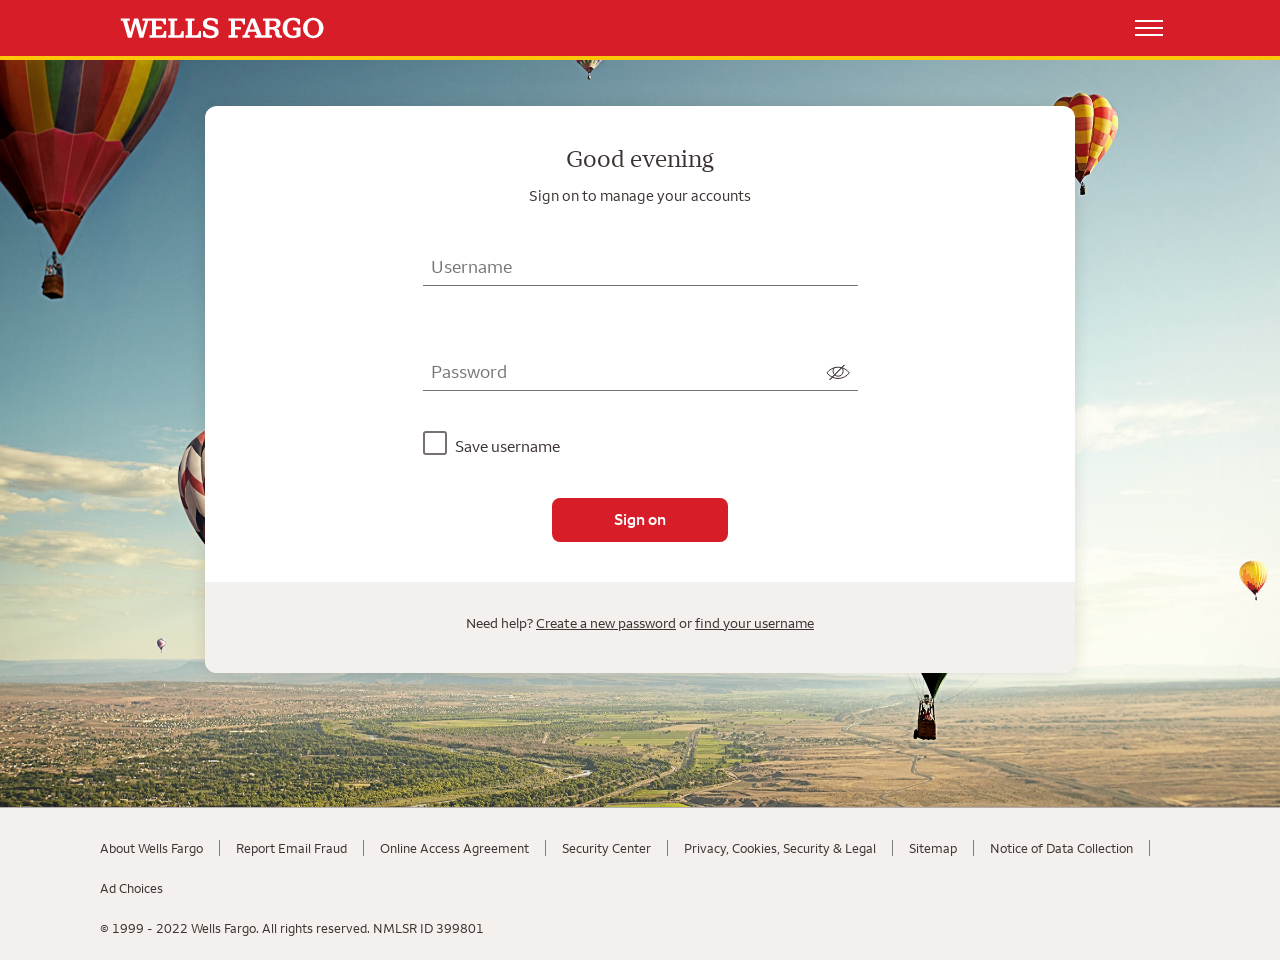 WELLS FARGO
Good evening
Sign on to manage your accounts
Username
Password
Save username
Sign on
Need help? Create a new password or find your username
About Wells Fargo Report Email Fraud Online Access Agreement Security Center Privacy, Cookies, Security & Legal Sitemap Notice of Data Collection
Ad Choices
© 1999 - 2022 Wells Fargo. All rights reserved. NMLSR ID 399801